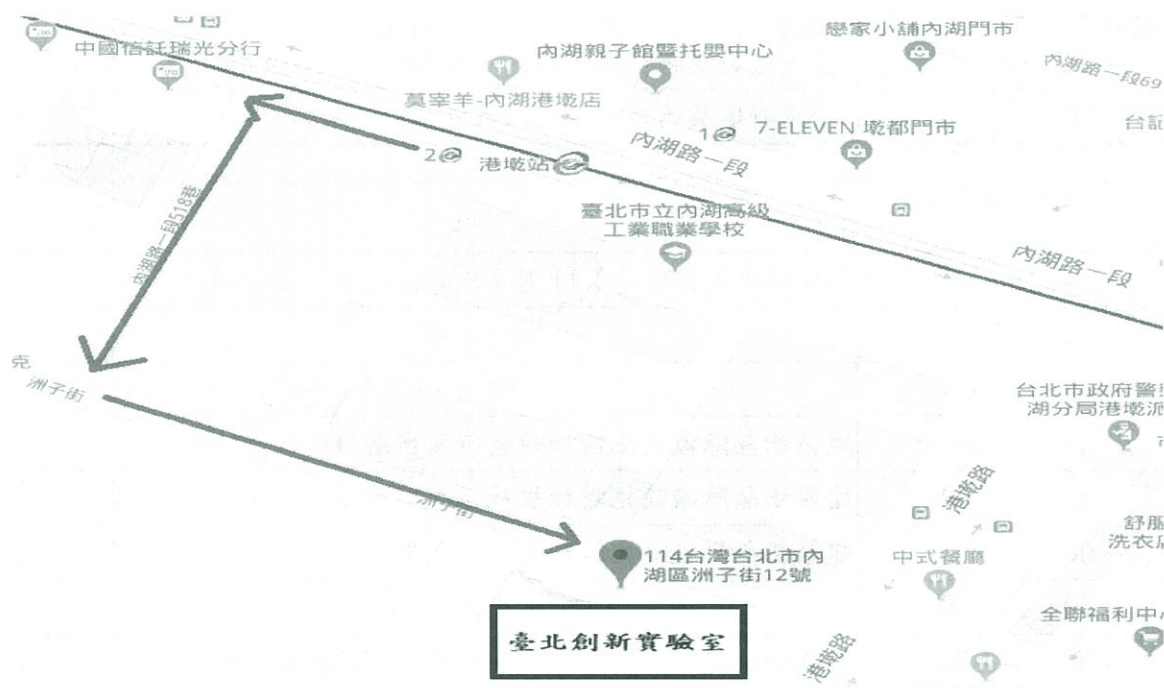 中國信託瑞光分行
內湖親子館暨托嬰中心
戀家小舖內湖門市
內湖路一段69
莫宰羊-內湖港墘店
1
7-ELEVEN 墘都門市
台記
2
港墘站
內湖路一段
臺北市立內湖高級
工業職業學校
內湖路一段518巷
內湖路一段
克
洲子街
台北市政府警
湖分局港墘派
洲子街
港墘路
舒服
洗衣店
114台灣台北市內
湖區洲子街12號
中式餐廳
全聯福利中心
臺北創新實驗室
港墘路